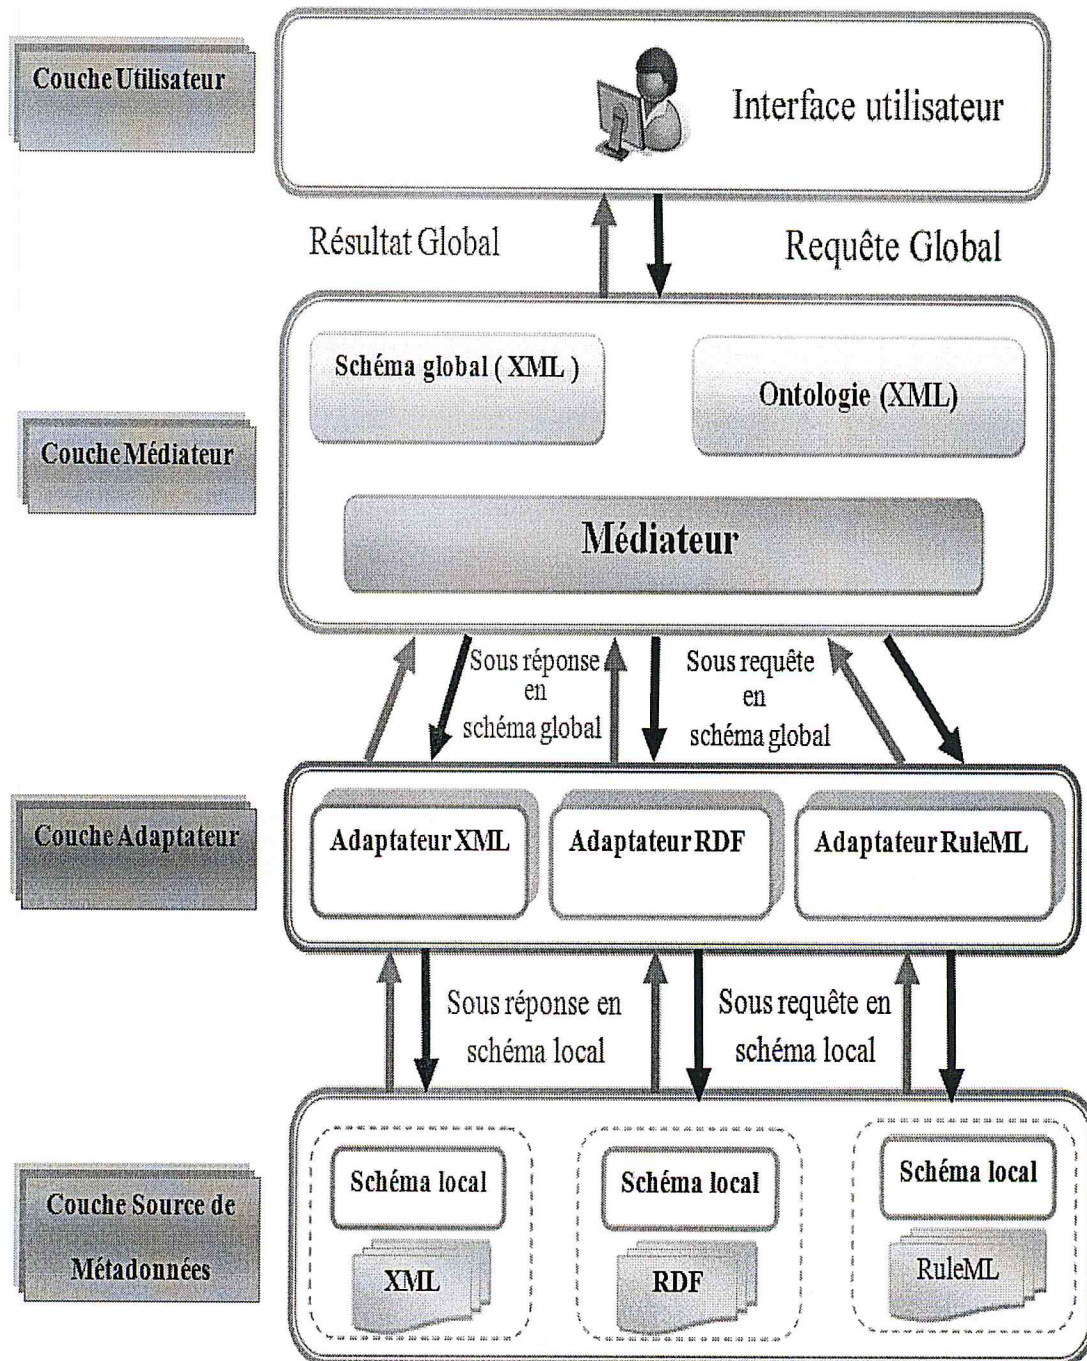 Couche Utilisateur
Interface utilisateur
Résultat Global
Requête Global
Schéma global ( XML )
Ontologie (XML)
Couche Médiateur
Médiateur
Sous réponse
en
schéma global
Sous requête
en
schéma global
Couche Adaptateur
Adaptateur XML
Adaptateur RDF
Adaptateur RuleML
Sous réponse en
schéma local
Sous requête en
schéma local
Couche Source de
Métadonnées
Schéma local
XML
Schéma local
RDF
Schéma local
RuleML